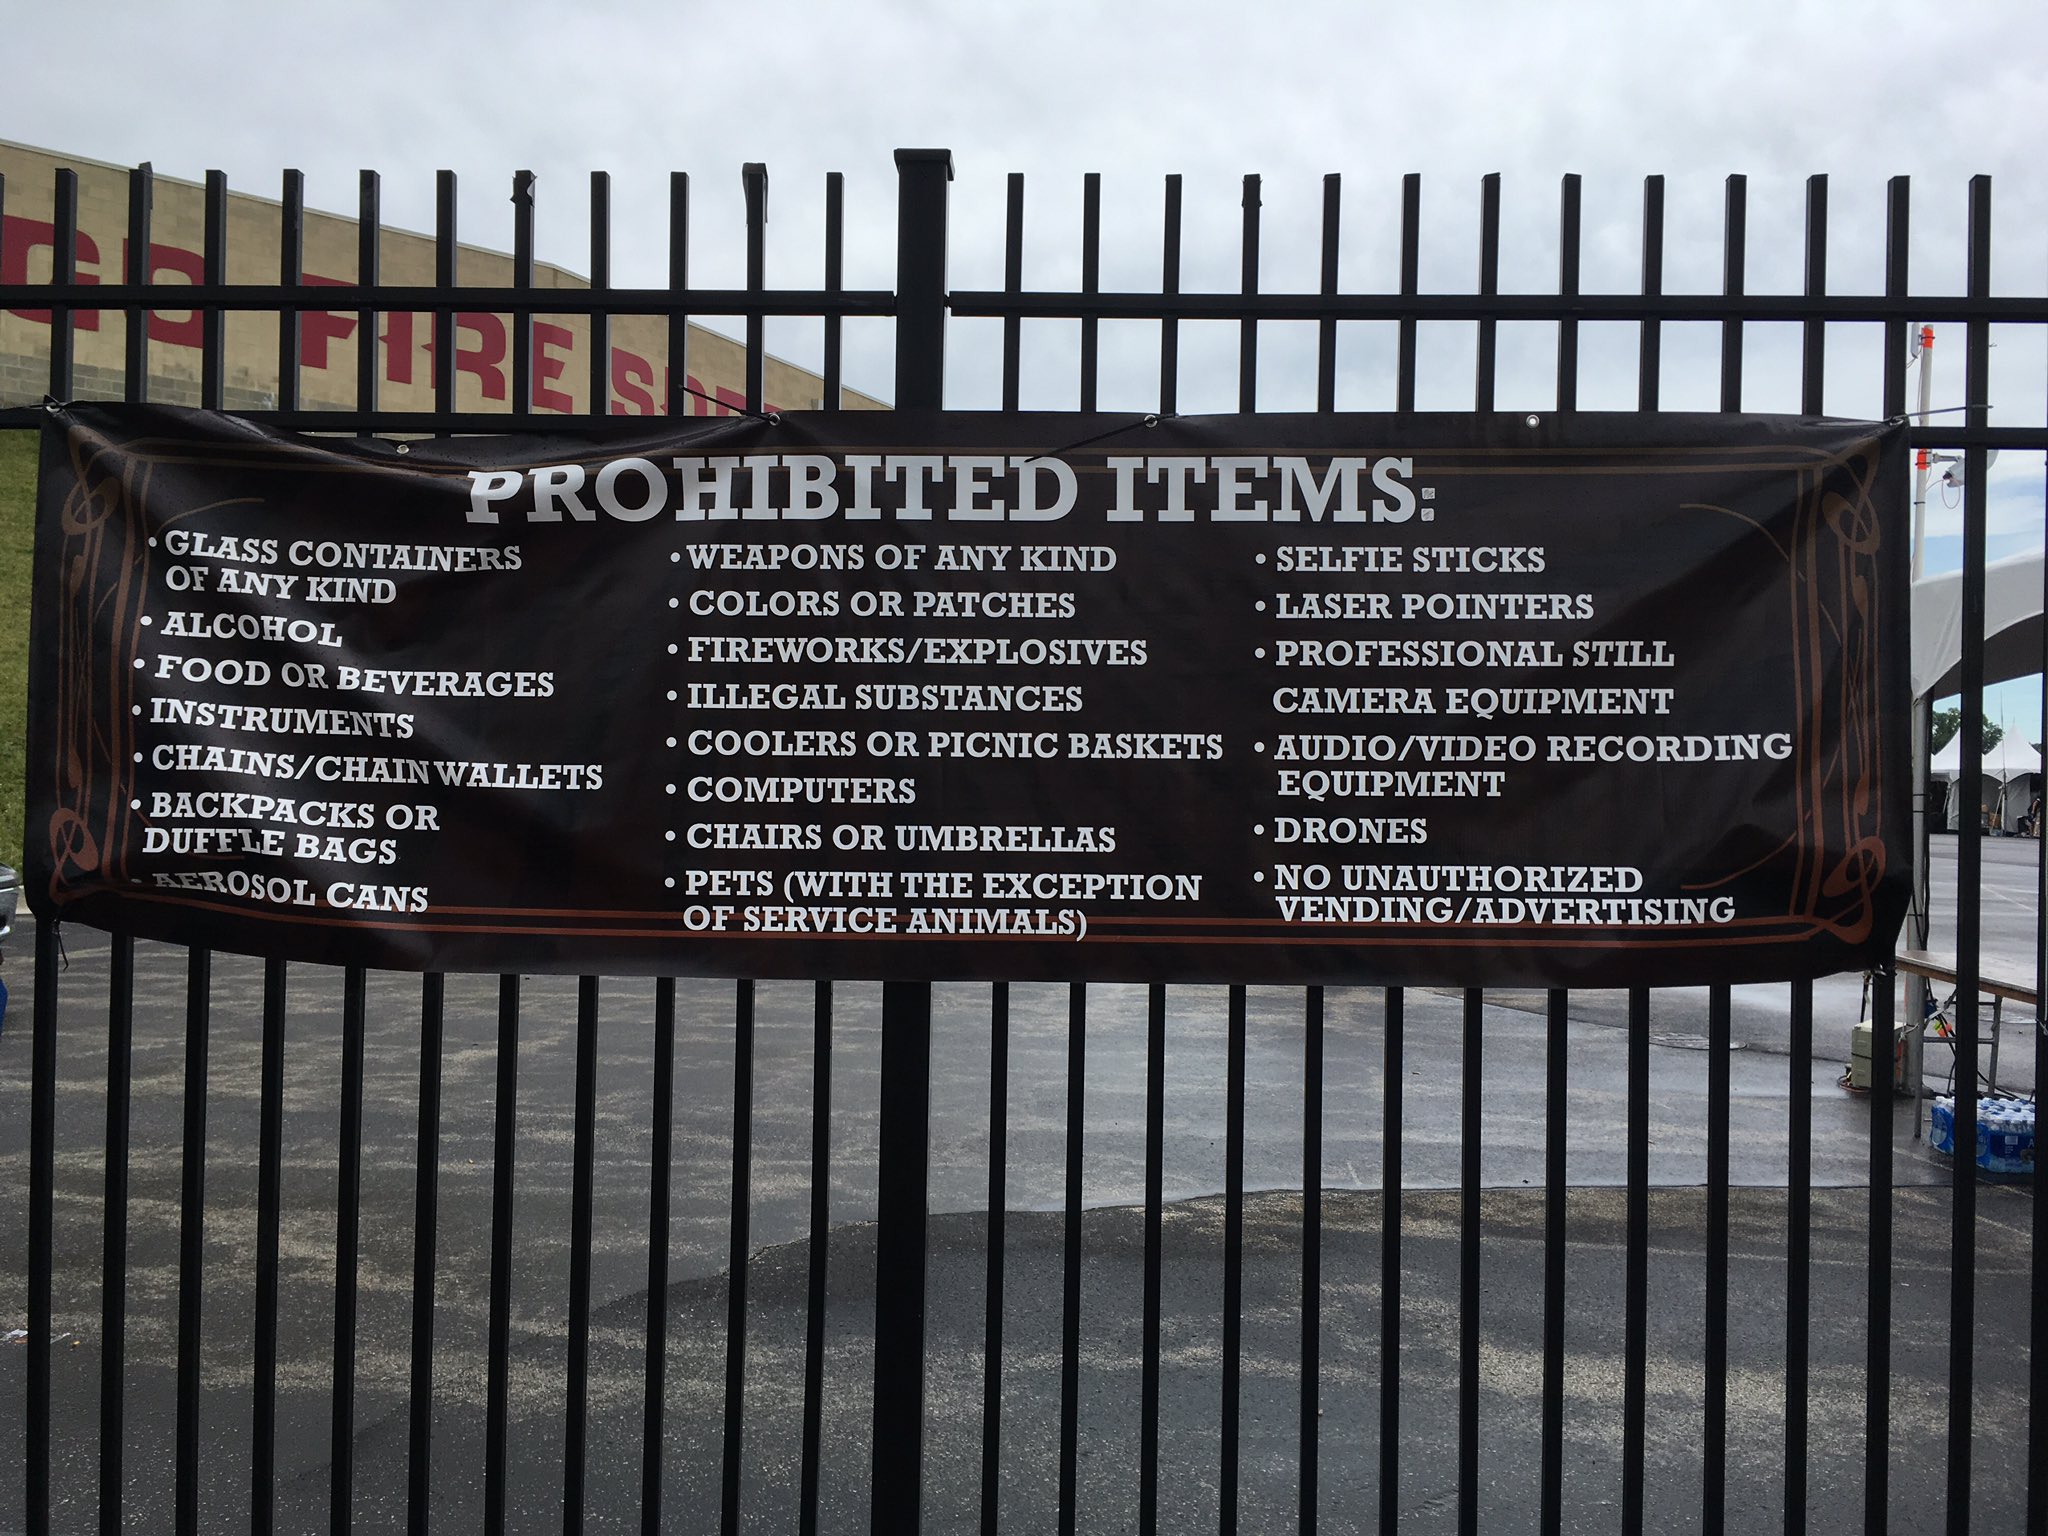 GO FIRE
PROHIBITED ITEMS:
• GLASS CONTAINERS
OF ANY KIND
• ALCOHOL
• FOOD OR BEVERAGES
• INSTRUMENTS
• CHAINS/CHAIN WALLETS
• BACKPACKS OR
DUFFLE BAGS
• AEROSOL CANS
• WEAPONS OF ANY KIND
• COLORS OR PATCHES
• FIREWORKS/EXPLOSIVES
• ILLEGAL SUBSTANCES
• COOLERS OR PICNIC BASKETS
• COMPUTERS
• CHAIRS OR UMBRELLAS
• PETS (WITH THE EXCEPTION
OF SERVICE ANIMALS)
• SELFIE STICKS
• LASER POINTERS
• PROFESSIONAL STILL
CAMERA EQUIPMENT
• AUDIO/VIDEO RECORDING
EQUIPMENT
• DRONES
• NO UNAUTHORIZED
VENDING/ADVERTISING